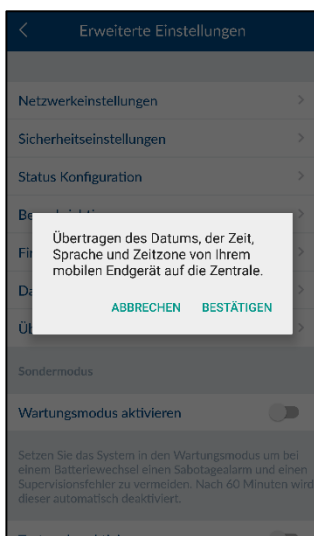 Erweiterte Einstellungen
Netzwerkeinstellungen
Sicherheitseinstellungen
Status Konfiguration
Übertragen des Datums, der Zeit,
Sprache und Zeitzone von Ihrem
mobilen Endgerät auf die Zentrale.
ABBRECHEN BESTÄTIGEN
Sondermodus
Wartungsmodus aktivieren
Setzen Sie das System in den Wartungsmodus um bei
einem Batteriewechsel einen Sabotagealarm und einen
Supervisionsfehler zu vermeiden. Nach 60 Minuten wird
dieser automatisch deaktiviert.